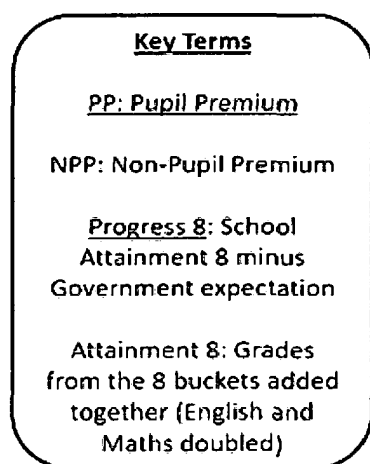 Key Terms
PP: Pupil Premium
NPP: Non-Pupil Premium
Progress 8: School
Attainment 8 minus
Government expectation
Attainment 8: Grades
from the 8 buckets added
together (English and
Maths doubled)